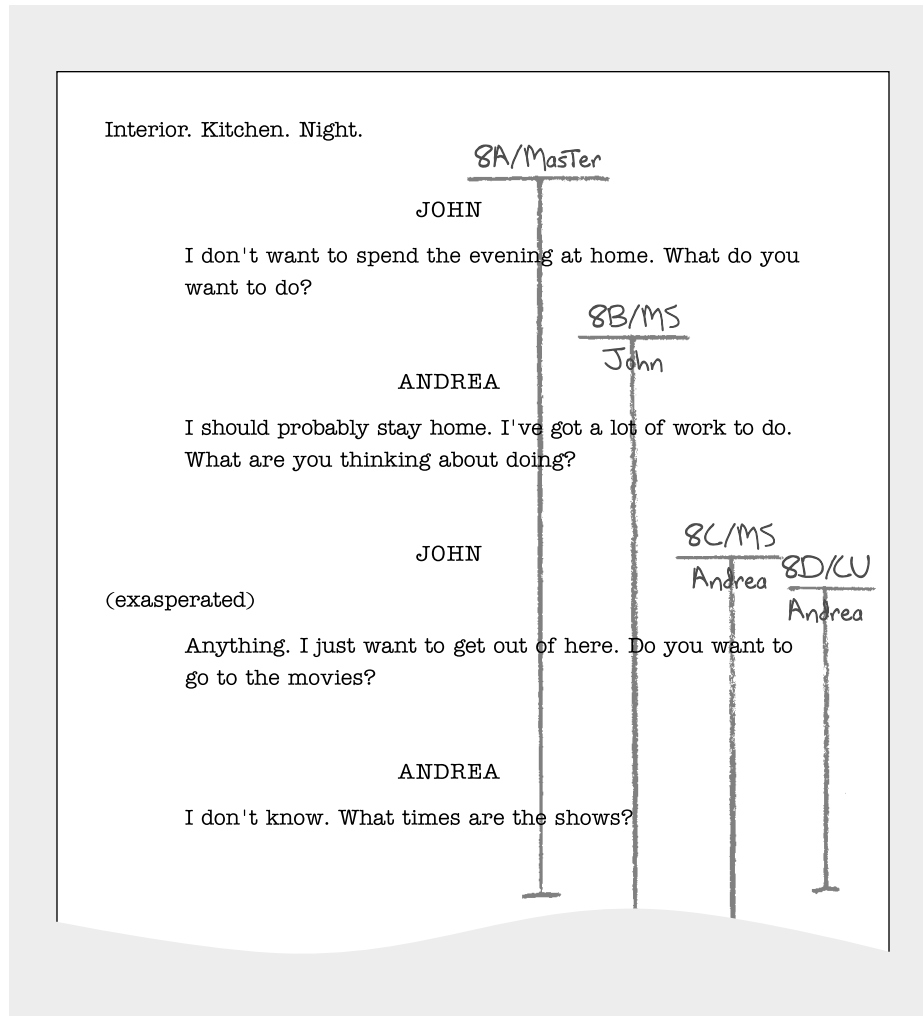 Interior. Kitchen. Night.
8A/Master
JOHN
I don't want to spend the evening at home. What do you
want to do?
8B/MS
John
ANDREA
I should probably stay home. I've got a lot of work to do.
What are you thinking about doing?
8C/MS
Andrea
8D/CU
Andrea
JOHN
(exasperated)
Anything. I just want to get out of here. Do you want to
go to the movies?
ANDREA
I don't know. What times are the shows?